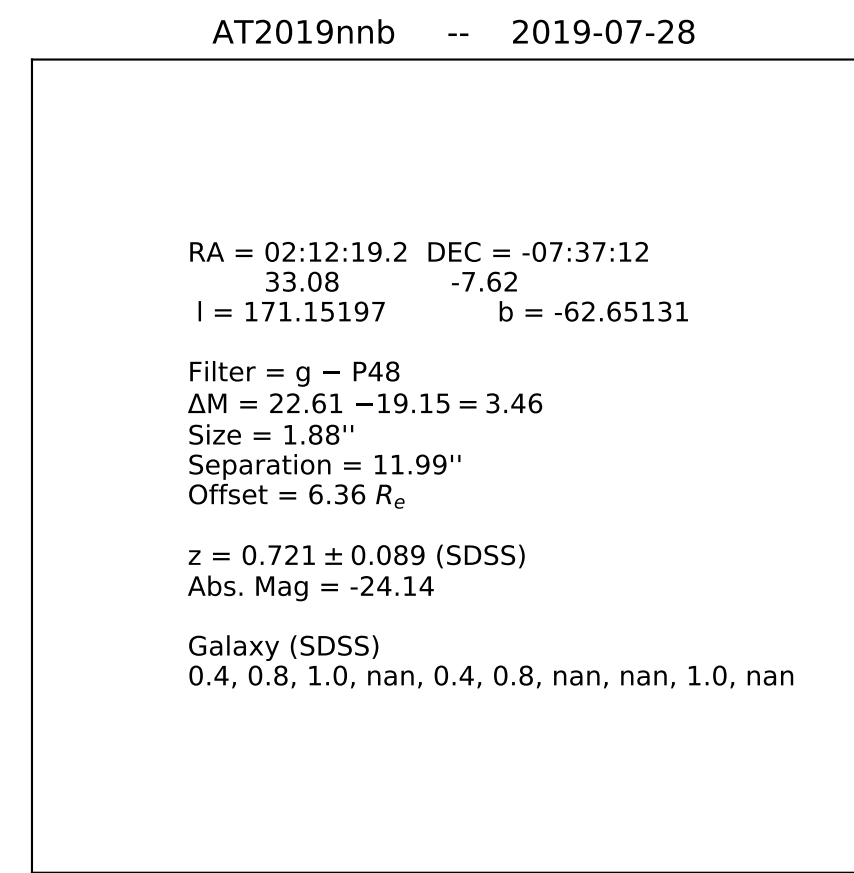 AT2019nnb -- 2019-07-28
RA = 02:12:19.2 DEC = -07:37:12
33.08 -7.62
l = 171.15197 b = -62.65131
Filter = g − P48
ΔM = 22.61 −19.15 = 3.46
Size = 1.88''
Separation = 11.99''
Offset = 6.36 Rₑ
z = 0.721 ± 0.089 (SDSS)
Abs. Mag = -24.14
Galaxy (SDSS)
0.4, 0.8, 1.0, nan, 0.4, 0.8, nan, nan, 1.0, nan